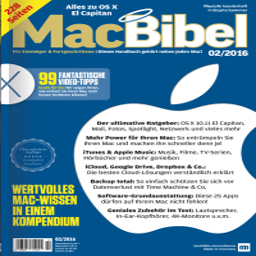 228
Seiten
Alles zu OS X
El Capitan
MacBibel
Für Einsteiger & Fortgeschrittene | Dieses Handbuch gehört neben jeden Mac!
02/2016
99 FANTASTISCHE
VIDEO-TIPPS
Der ultimative Ratgeber: OS X 10.11 El Capitan,
Mail, Fotos, Spotlight, Netzwerk und vieles mehr
Mehr Power für Ihren Mac: So entrümpeln Sie
Ihren Mac und machen ihn schneller denn je!
iTunes & Apple Music: Musik, Filme, TV-Serien,
Hörbücher und mehr genießen
iCloud, Google Drive, Dropbox & Co.:
Die besten Cloud-Lösungen verständlich erklärt
Backup total: So einfach schützen Sie sich vor
Datenverlust mit Time Machine & Co.
Software-Grundausstattung: Diese 25 Apps
dürfen auf Ihrem Mac nicht fehlen!
Geniales Zubehör im Test: Lautsprecher,
In-Ear-Kopfhörer, 4K-Monitore u.v.m.
WERTVOLLES
MAC-WISSEN
IN EINEM
KOMPENDIUM
02/2016